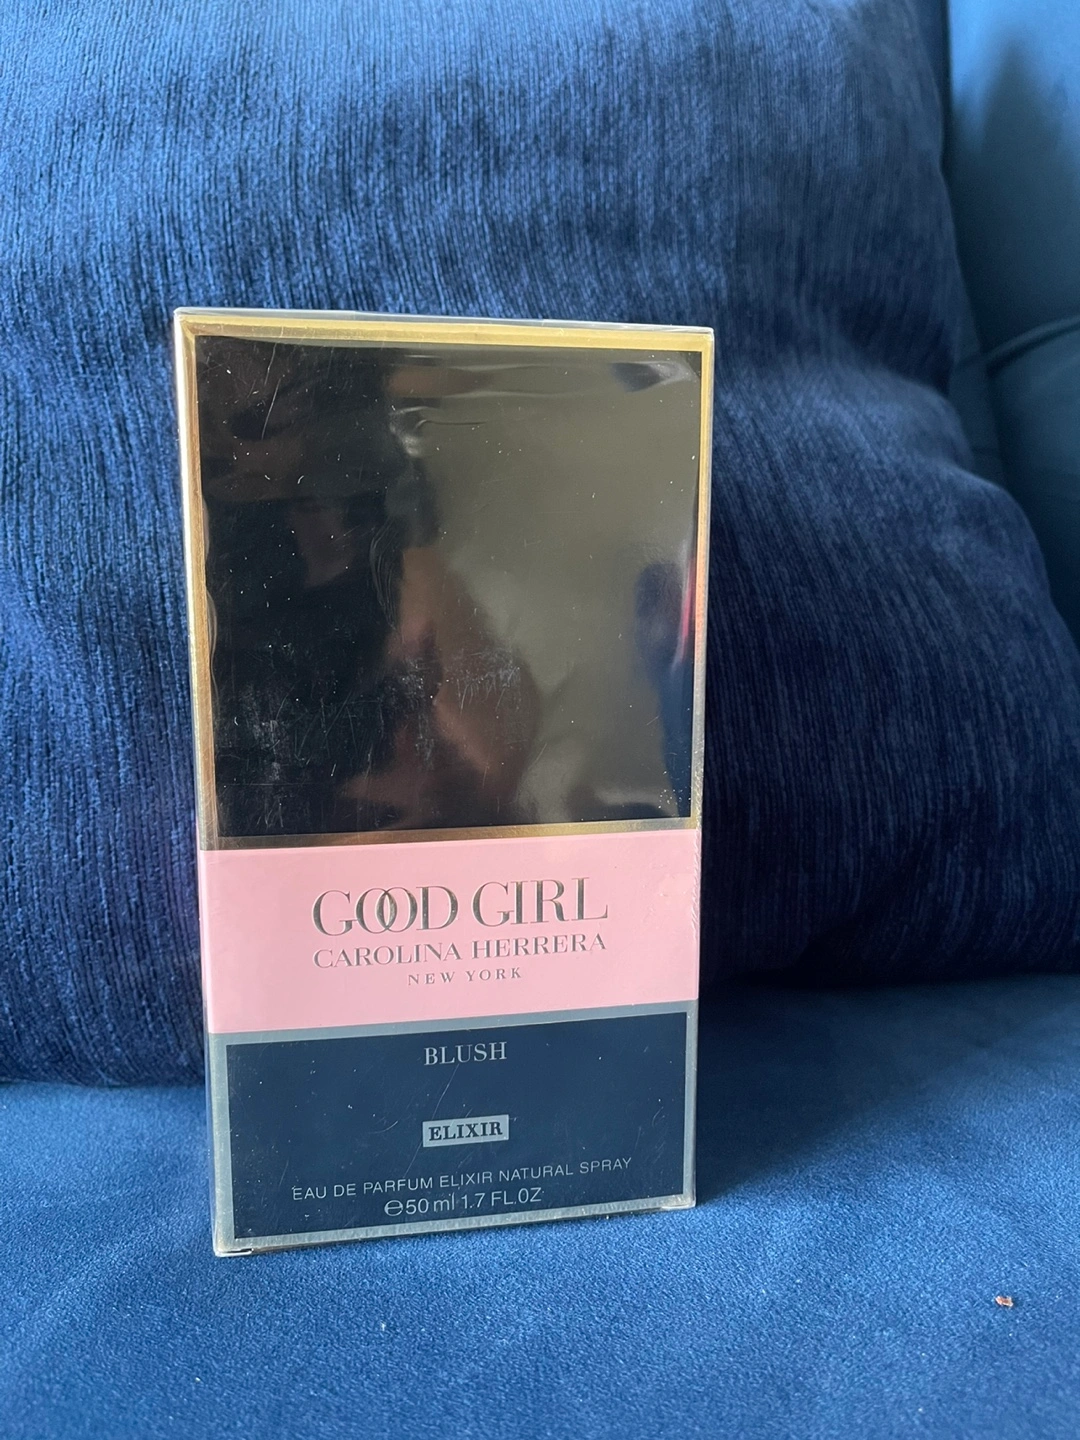 GOOD GIRL
CAROLINA HERRERA
NEW YORK
BLUSH
ELIXIR
EAU DE PARFUM ELIXIR NATURAL SPRAY
℮50 ml 1.7 FL.OZ